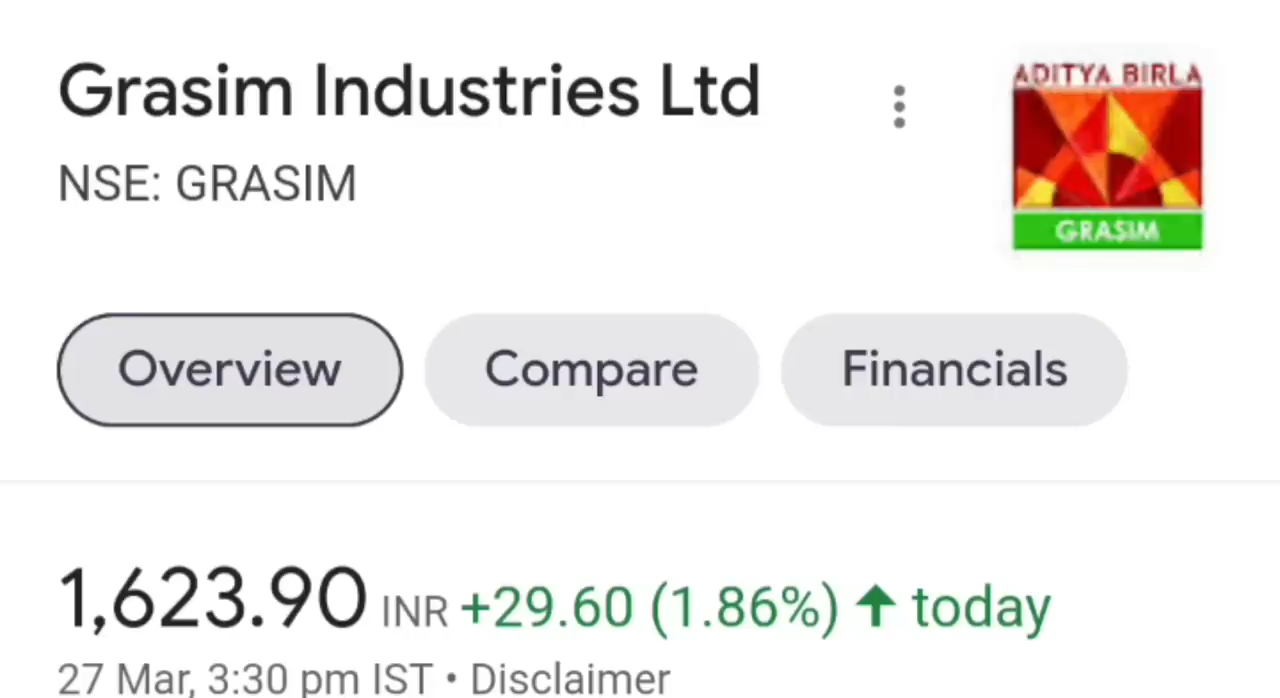 Grasim Industries Ltd
NSE: GRASIM
ADITYA BIRLA
GRASIM
Overview
Compare
Financials
1,623.90 INR +29.60 (1.86%) ↑ today
27 Mar, 3:30 pm IST • Disclaimer